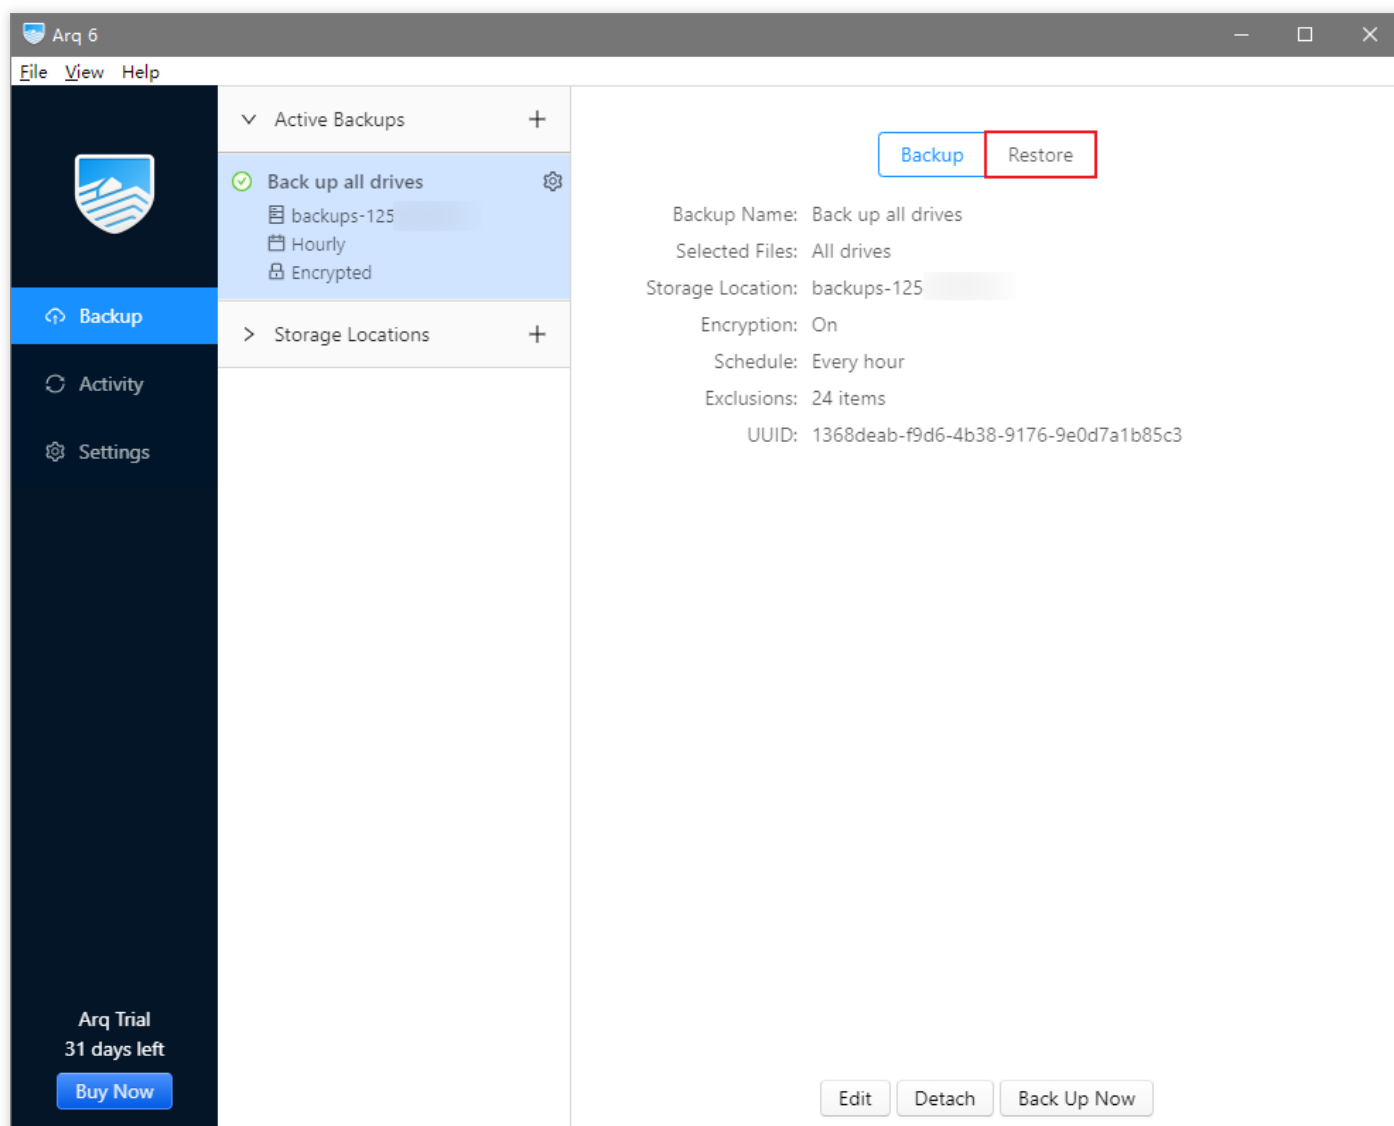 Arq 6
File View Help
Active Backups
Back up all drives
backups-125
Hourly
Encrypted
Storage Locations
Backup
Activity
Settings
Arq Trial
31 days left
Buy Now
Backup Restore
Backup Name: Back up all drives
Selected Files: All drives
Storage Location: backups-125
Encryption: On
Schedule: Every hour
Exclusions: 24 items
UUID: 1368deab-f9d6-4b38-9176-9e0d7a1b85c3
Edit Detach Back Up Now